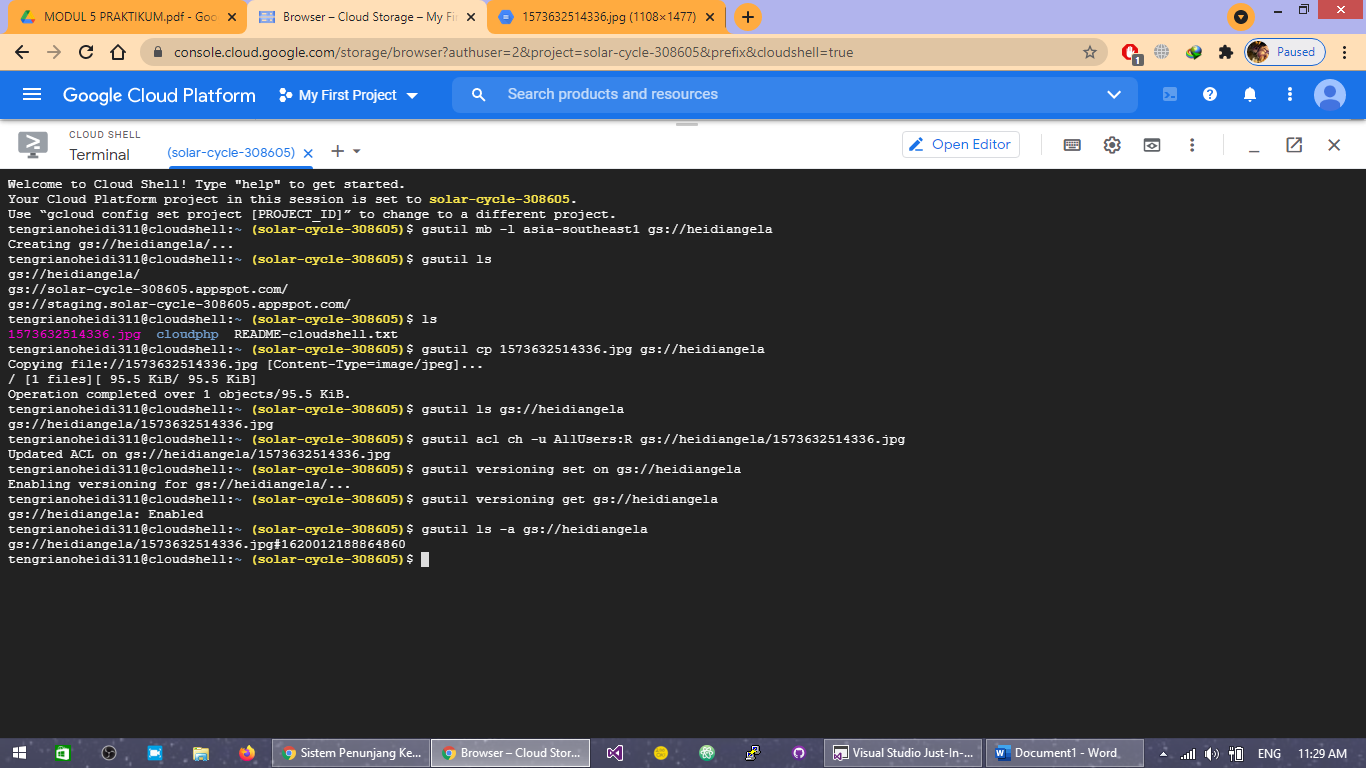 MODUL 5 PRAKTIKUM.pdf - Goo
Browser – Cloud Storage – My Fi
1573632514336.jpg (1108×1477)
console.cloud.google.com/storage/browser?authuser=2&project=solar-cycle-308605&prefix&cloudshell=true
1
Paused
Google Cloud Platform
My First Project
Search products and resources
CLOUD SHELL
Terminal
(solar-cycle-308605)
Open Editor
Welcome to Cloud Shell! Type "help" to get started.
Your Cloud Platform project in this session is set to solar-cycle-308605.
Use “gcloud config set project [PROJECT_ID]” to change to a different project.
tengrianoheidi311@cloudshell:~ (solar-cycle-308605)$ gsutil mb -l asia-southeast1 gs://heidiangela
Creating gs://heidiangela/...
tengrianoheidi311@cloudshell:~ (solar-cycle-308605)$ gsutil ls
gs://heidiangela/
gs://solar-cycle-308605.appspot.com/
gs://staging.solar-cycle-308605.appspot.com/
tengrianoheidi311@cloudshell:~ (solar-cycle-308605)$ ls
1573632514336.jpg cloudphp README-cloudshell.txt
tengrianoheidi311@cloudshell:~ (solar-cycle-308605)$ gsutil cp 1573632514336.jpg gs://heidiangela
Copying file://1573632514336.jpg [Content-Type=image/jpeg]...
/ [1 files][ 95.5 KiB/ 95.5 KiB]
Operation completed over 1 objects/95.5 KiB.
tengrianoheidi311@cloudshell:~ (solar-cycle-308605)$ gsutil ls gs://heidiangela
gs://heidiangela/1573632514336.jpg
tengrianoheidi311@cloudshell:~ (solar-cycle-308605)$ gsutil acl ch -u AllUsers:R gs://heidiangela/1573632514336.jpg
Updated ACL on gs://heidiangela/1573632514336.jpg
tengrianoheidi311@cloudshell:~ (solar-cycle-308605)$ gsutil versioning set on gs://heidiangela
Enabling versioning for gs://heidiangela/...
tengrianoheidi311@cloudshell:~ (solar-cycle-308605)$ gsutil versioning get gs://heidiangela
gs://heidiangela: Enabled
tengrianoheidi311@cloudshell:~ (solar-cycle-308605)$ gsutil ls -a gs://heidiangela
gs://heidiangela/1573632514336.jpg#1620012188864860
tengrianoheidi311@cloudshell:~ (solar-cycle-308605)$
Sistem Penunjang Ke...
Browser – Cloud Stor...
Visual Studio Just-In-...
Document1 - Word
ENG
11:29 AM